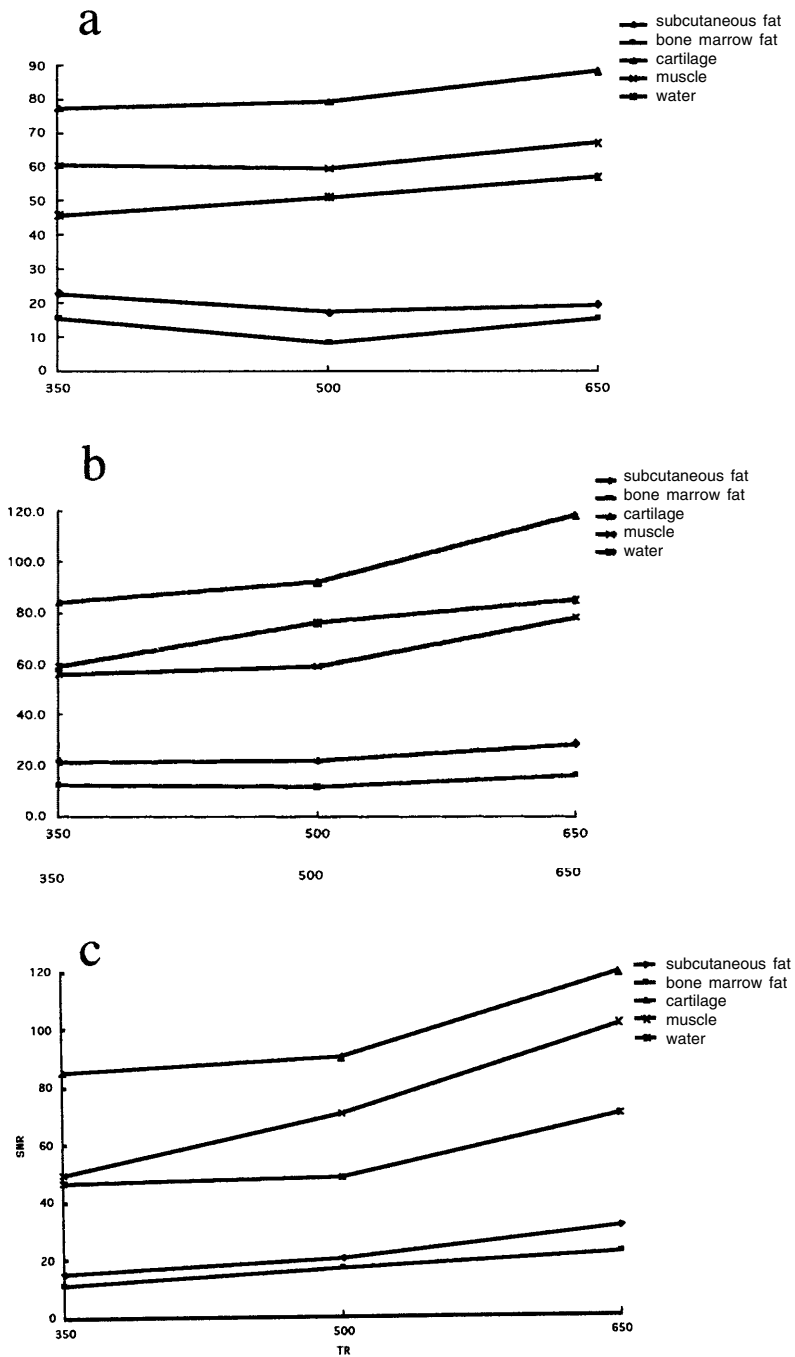 a
subcutaneous fat
bone marrow fat
cartilage
muscle
water
90
80
70
60
50
40
30
20
10
0
350 500 650
b
subcutaneous fat
bone marrow fat
cartilage
muscle
water
120.0
100.0
80.0
60.0
40.0
20.0
0.0
350 500 650
350 500 650
c
subcutaneous fat
bone marrow fat
cartilage
muscle
water
120
100
80
60
40
20
0
SNR
350 500 650
TR